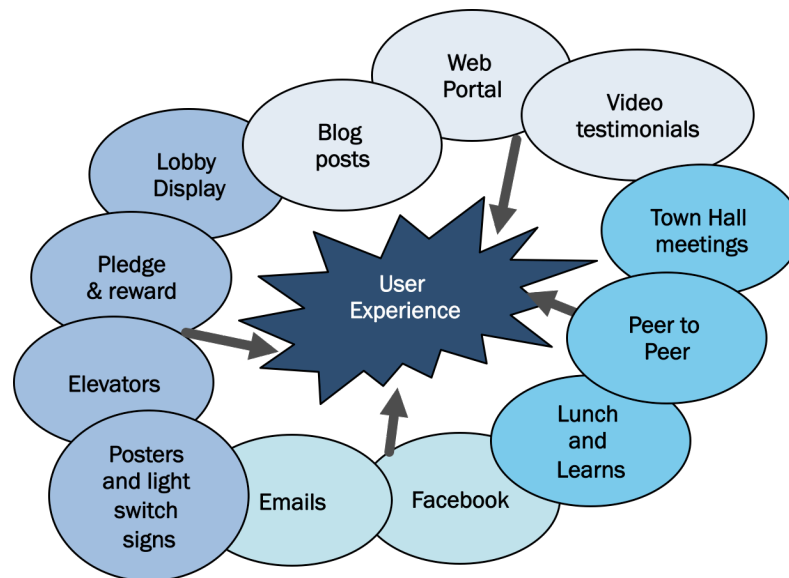 Web
Portal
Video
testimonials
Blog
posts
Lobby
Display
Town Hall
meetings
Pledge
& reward
User
Experience
Peer to
Peer
Elevators
Lunch
and
Learns
Posters
and light
switch
signs
Emails
Facebook